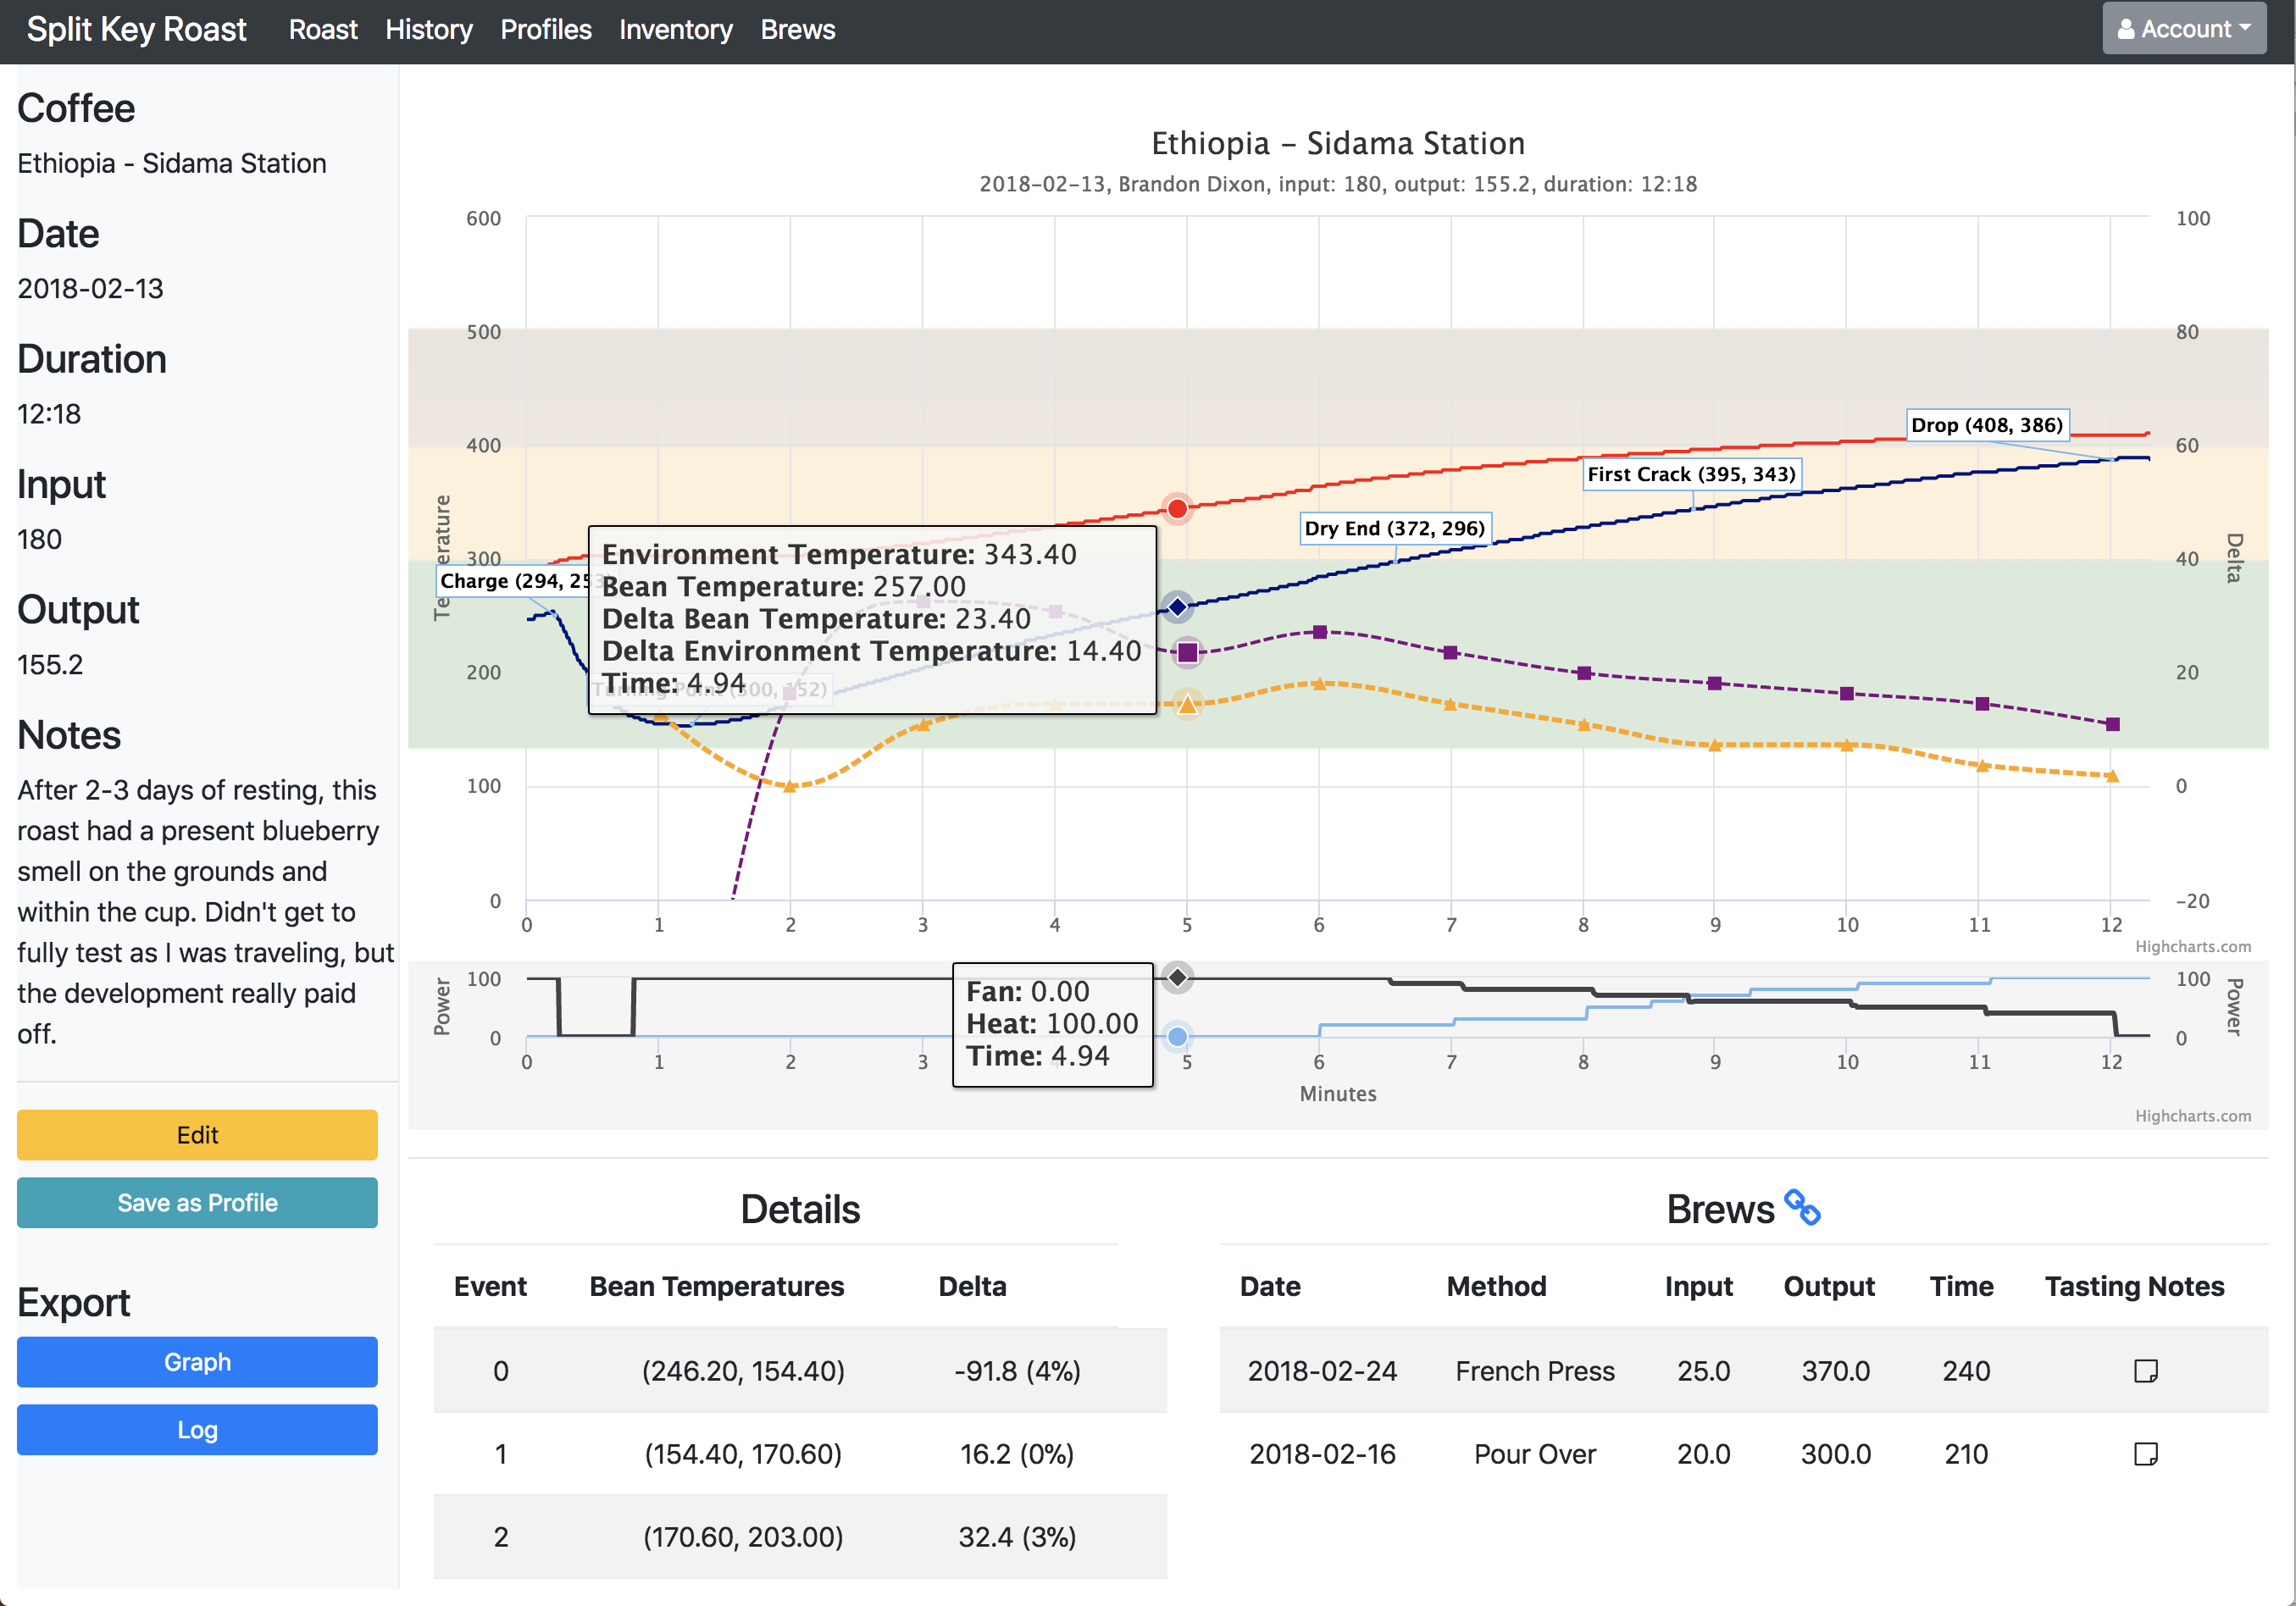 Split Key Roast Roast History Profiles Inventory Brews Account
Coffee
Ethiopia - Sidama Station
Date
2018-02-13
Duration
12:18
Input
180
Output
155.2
Notes
After 2-3 days of resting, this
roast had a present blueberry
smell on the grounds and
within the cup. Didn't get to
fully test as I was traveling, but
the development really paid
off.
Edit
Save as Profile
Export
Graph
Log
Ethiopia – Sidama Station
2018-02-13, Brandon Dixon, input: 180, output: 155.2, duration: 12:18
Temperature
600
500
400
300
200
100
0
Delta
100
80
60
40
20
0
-20
Charge (294, 253)
Turning Point (300, 152)
Dry End (372, 296)
First Crack (395, 343)
Drop (408, 386)
Environment Temperature: 343.40
Bean Temperature: 257.00
Delta Bean Temperature: 23.40
Delta Environment Temperature: 14.40
Time: 4.94
0 1 2 3 4 5 6 7 8 9 10 11 12
Highcharts.com
Power
100
0
Power
100
0
Fan: 0.00
Heat: 100.00
Time: 4.94
0 1 2 3 5 6 7 8 9 10 11 12
Minutes
Highcharts.com
Details
Event Bean Temperatures Delta
0 (246.20, 154.40) -91.8 (4%)
1 (154.40, 170.60) 16.2 (0%)
2 (170.60, 203.00) 32.4 (3%)
Brews
Date Method Input Output Time Tasting Notes
2018-02-24 French Press 25.0 370.0 240
2018-02-16 Pour Over 20.0 300.0 210